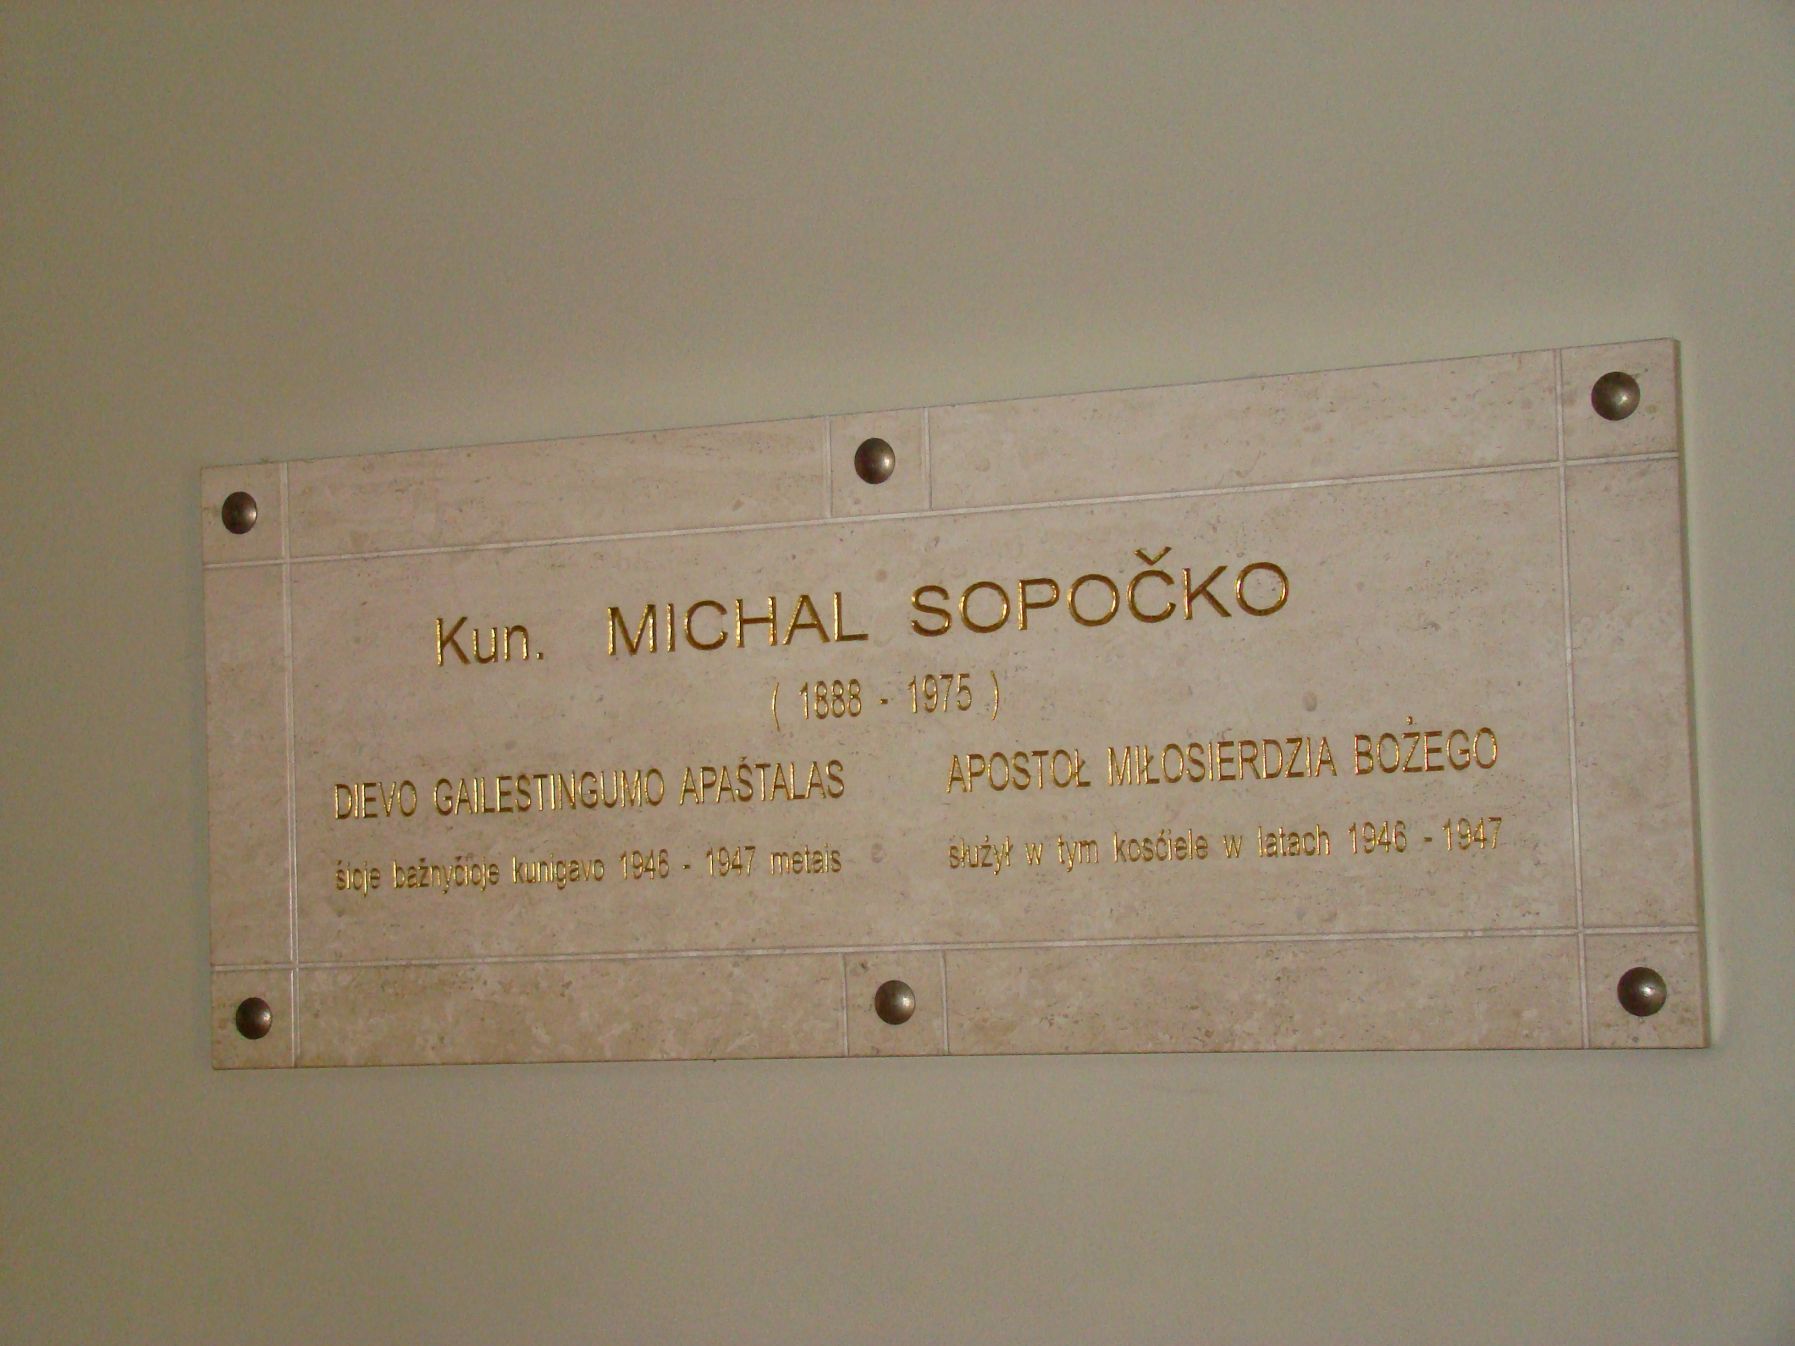 Kun. MICHAL SOPOČKO
( 1888 - 1975 )
DIEVO GAILESTINGUMO APAŠTALAS
šioje bažnyčioje kunigavo 1946 - 1947 metais
APOSTOŁ MIŁOSIERDZIA BOŻEGO
służył w tym kosćiele w latach 1946 - 1947